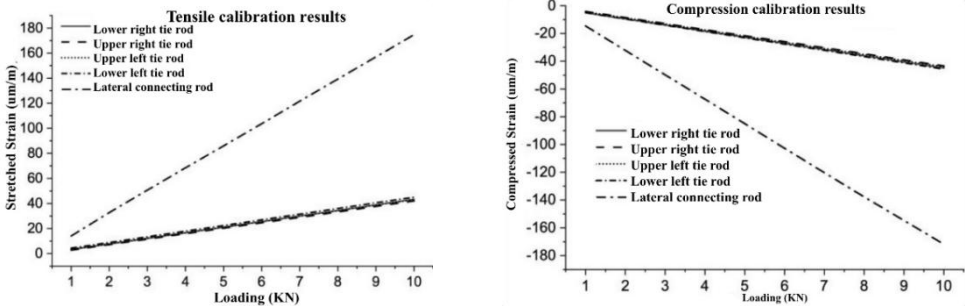 Tensile calibration results
Lower right tie rod
Upper right tie rod
Upper left tie rod
Lower left tie rod
Lateral connecting rod
Stretched Strain (um/m)
180
160
140
120
100
80
60
40
20
0
1 2 3 4 5 6 7 8 9 10
Loading (KN)
Compression calibration results
Compressed Strain (um/m)
0
-20
-40
-60
-80
-100
-120
-140
-160
-180
Lower right tie rod
Upper right tie rod
Upper left tie rod
Lower left tie rod
Lateral connecting rod
1 2 3 4 5 6 7 8 9 10
Loading (KN)